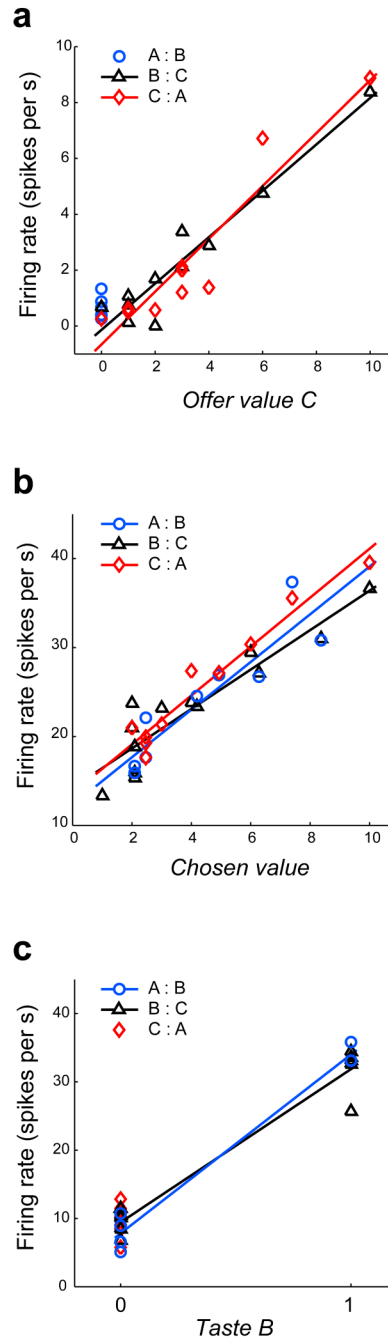 a
10
8
6
4
2
0
Firing rate (spikes per s)
A : B
B : C
C : A
0 2 4 6 8 10
Offer value C
b
40
30
20
10
Firing rate (spikes per s)
A : B
B : C
C : A
0 2 4 6 8 10
Chosen value
c
40
30
20
10
0
Firing rate (spikes per s)
A : B
B : C
C : A
0 1
Taste B